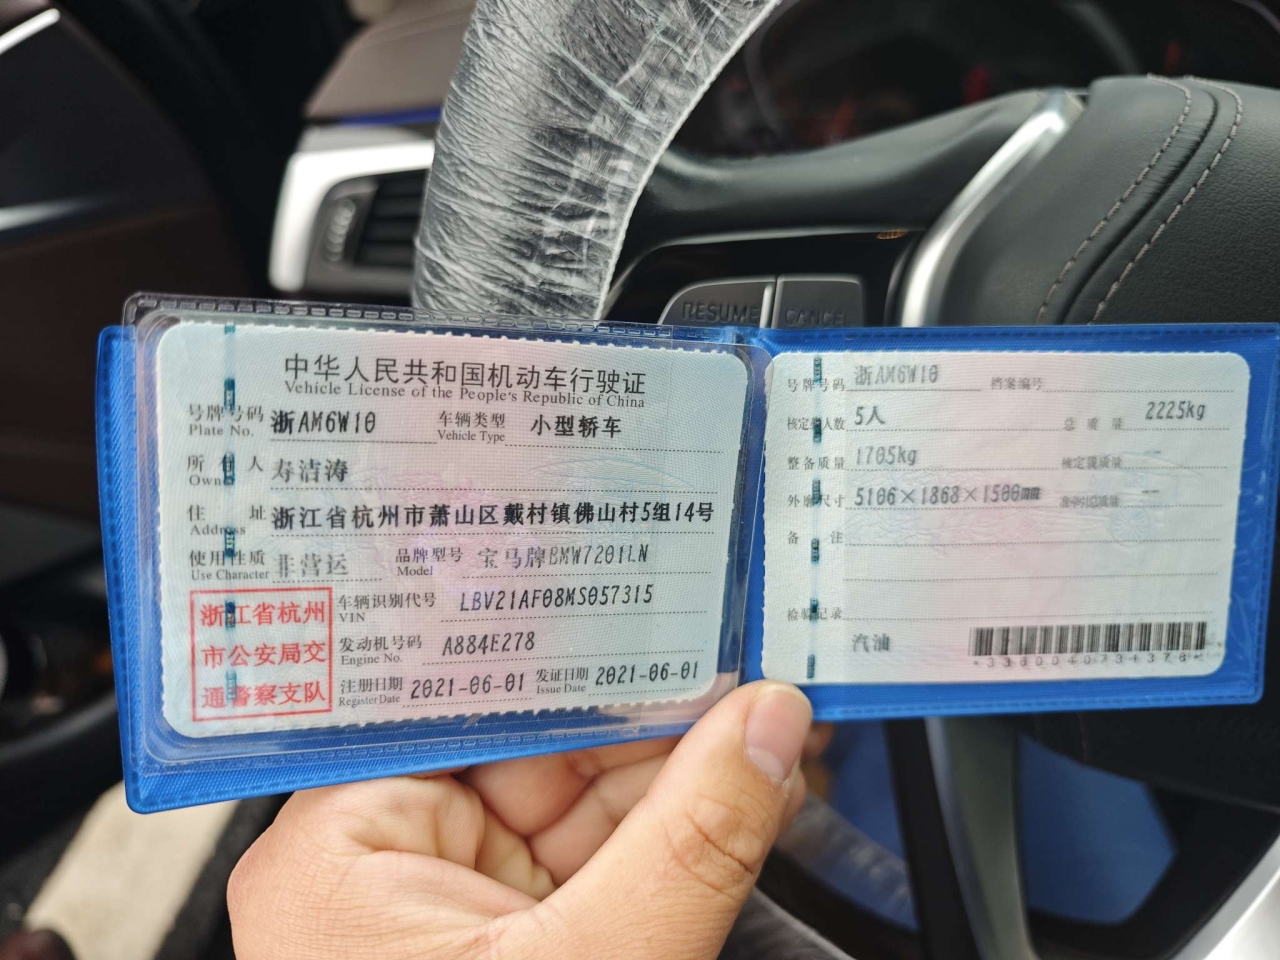 RESUME CANCEL
中华人民共和国机动车行驶证
Vehicle License of the People's Republic of China
号牌号码 浙AM6W10 车辆类型 小型轿车
Plate No. Vehicle Type
所有人 寿洁涛
Owner
住址 浙江省杭州市萧山区戴村镇佛山村5组14号
Address
使用性质 非营运 品牌型号 宝马牌BMW7201LN
Use Character Model
浙江省杭州
市公安局交
通警察支队
车辆识别代号 LBV21AF08MS057315
VIN
发动机号码 A884E278
Engine No.
注册日期 2021-06-01 发证日期 2021-06-01
Register Date Issue Date
号牌号码 浙AM6W10 档案编号
核定载人数 5人 总质量 2225kg
整备质量 1705kg 核定载质量 --
外廓尺寸 5106×1868×1500mm 准牵引总质量 --
备注
检验记录
汽油